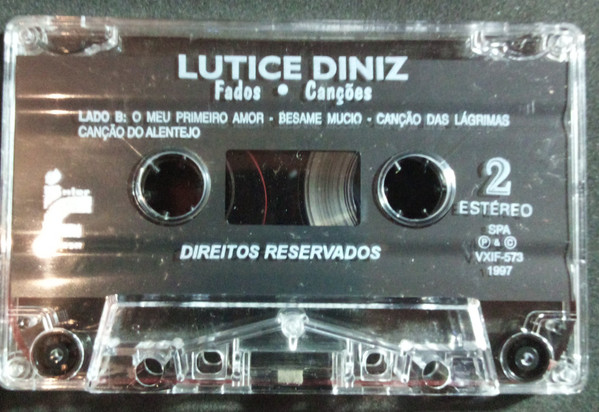 LUTICE DINIZ
Fados • Canções
LADO B: O MEU PRIMEIRO AMOR - BESAME MUCIO - CANÇÃO DAS LÁGRIMAS
CANÇÃO DO ALENTEJO
2
ESTÉREO
DIREITOS RESERVADOS
SPA
Ⓟ & ©
VXIF-573
1997